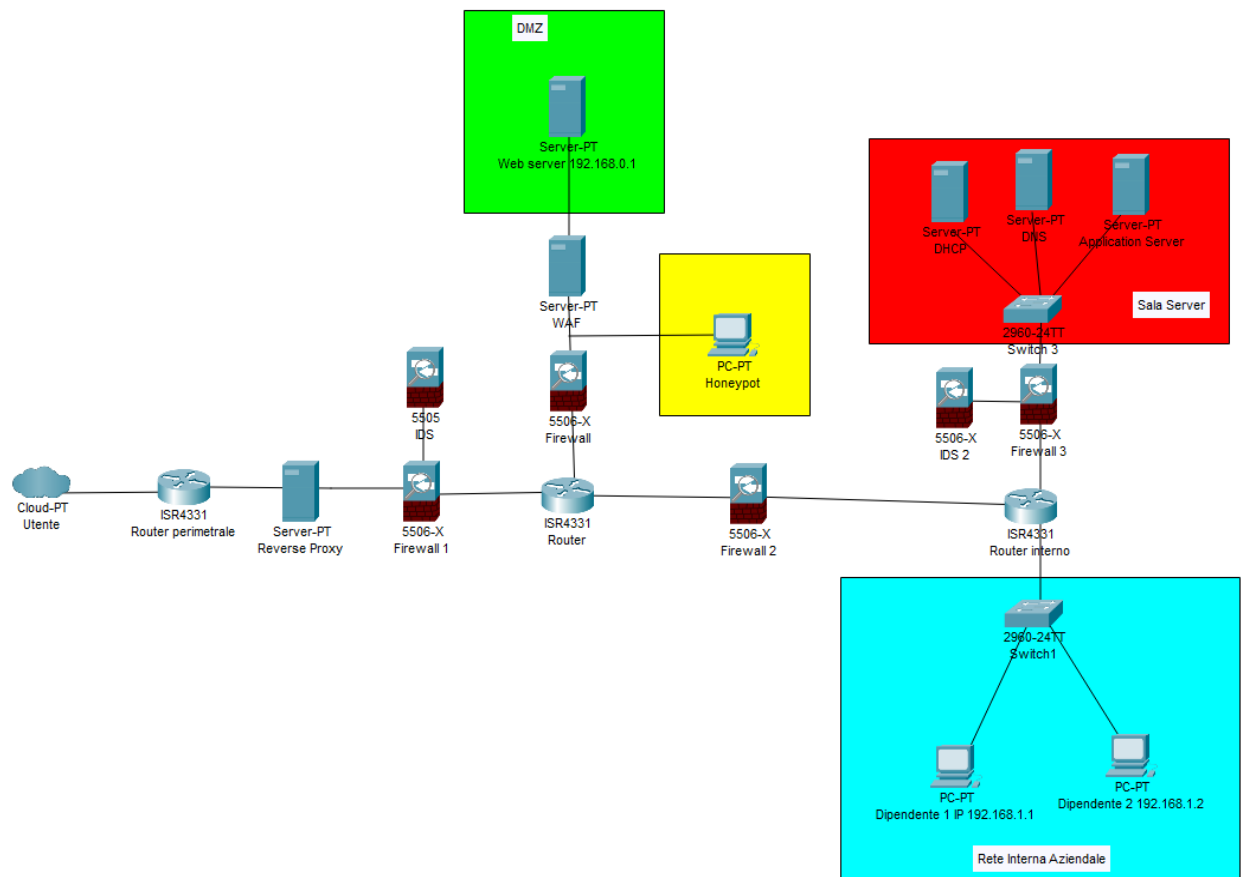 DMZ
Server-PT
Web server 192.168.0.1
Server-PT
WAF
PC-PT
Honeypot
5505
IDS
5506-X
Firewall
Server-PT
DHCP
Server-PT
DNS
Server-PT
Application Server
Sala Server
2960-24TT
Switch 3
5506-X
IDS 2
5506-X
Firewall 3
Cloud-PT
Utente
ISR4331
Router perimetrale
Server-PT
Reverse Proxy
5506-X
Firewall 1
ISR4331
Router
5506-X
Firewall 2
ISR4331
Router interno
2960-24TT
Switch1
PC-PT
Dipendente 1 IP 192.168.1.1
PC-PT
Dipendente 2 192.168.1.2
Rete Interna Aziendale